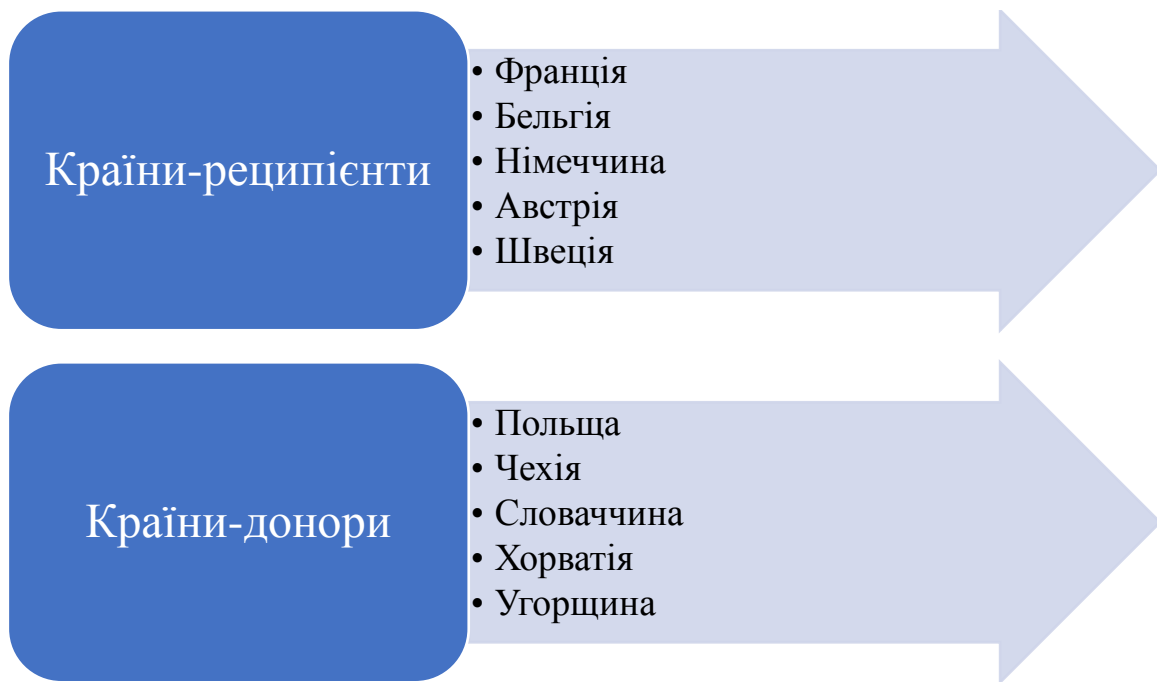 Країни-реципієнти
• Франція
• Бельгія
• Німеччина
• Австрія
• Швеція
Країни-донори
• Польща
• Чехія
• Словаччина
• Хорватія
• Угорщина